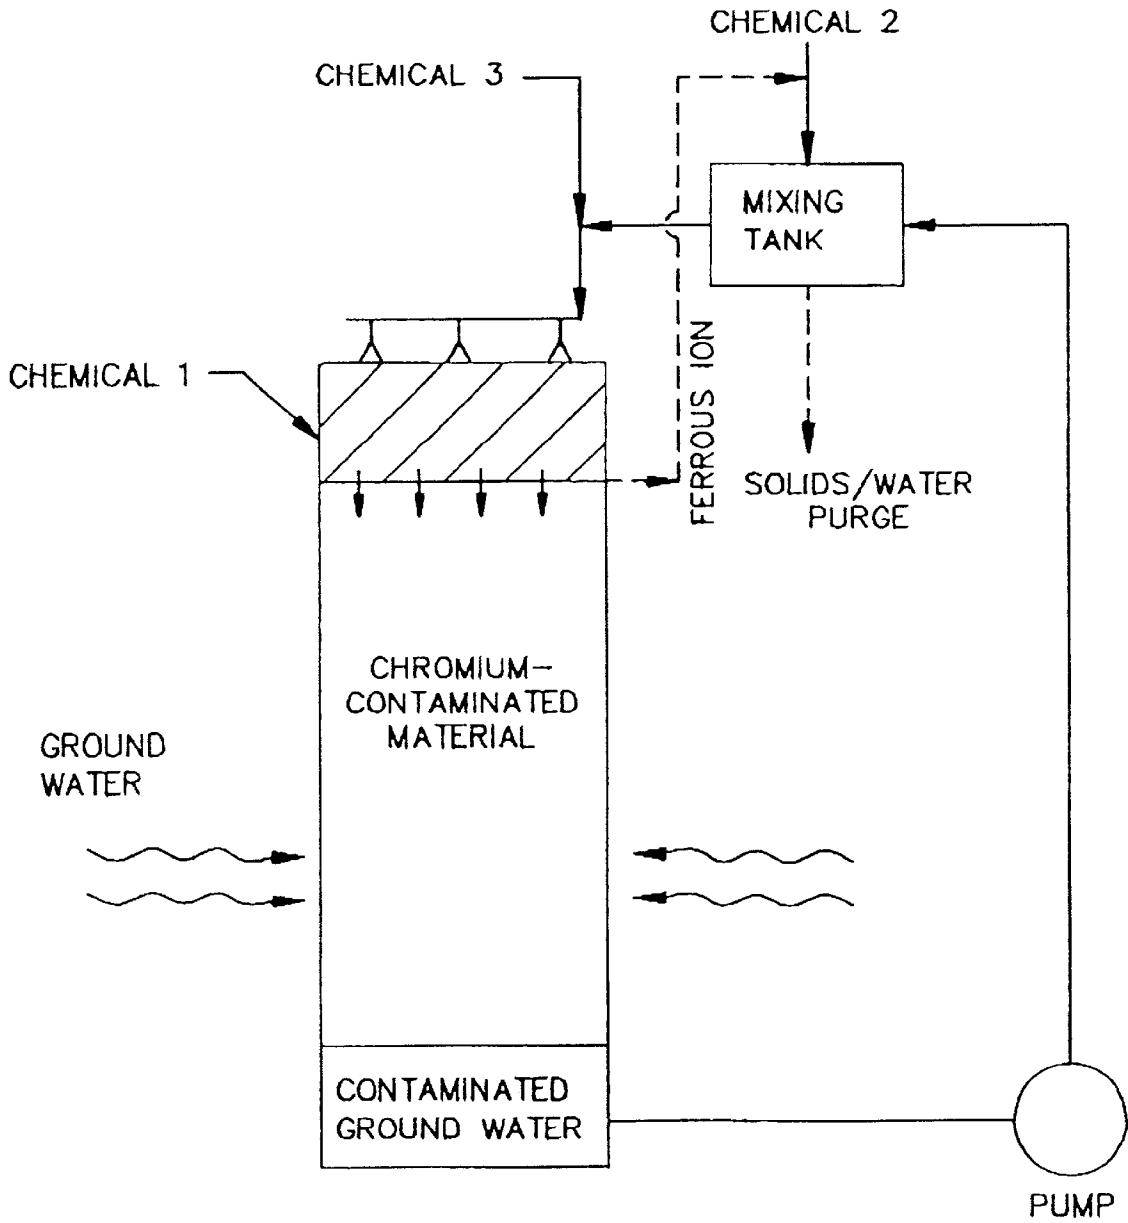 CHEMICAL 2
CHEMICAL 3
MIXING
TANK
CHEMICAL 1
FERROUS ION
SOLIDS/WATER
PURGE
CHROMIUM-
CONTAMINATED
MATERIAL
GROUND
WATER
CONTAMINATED
GROUND WATER
PUMP